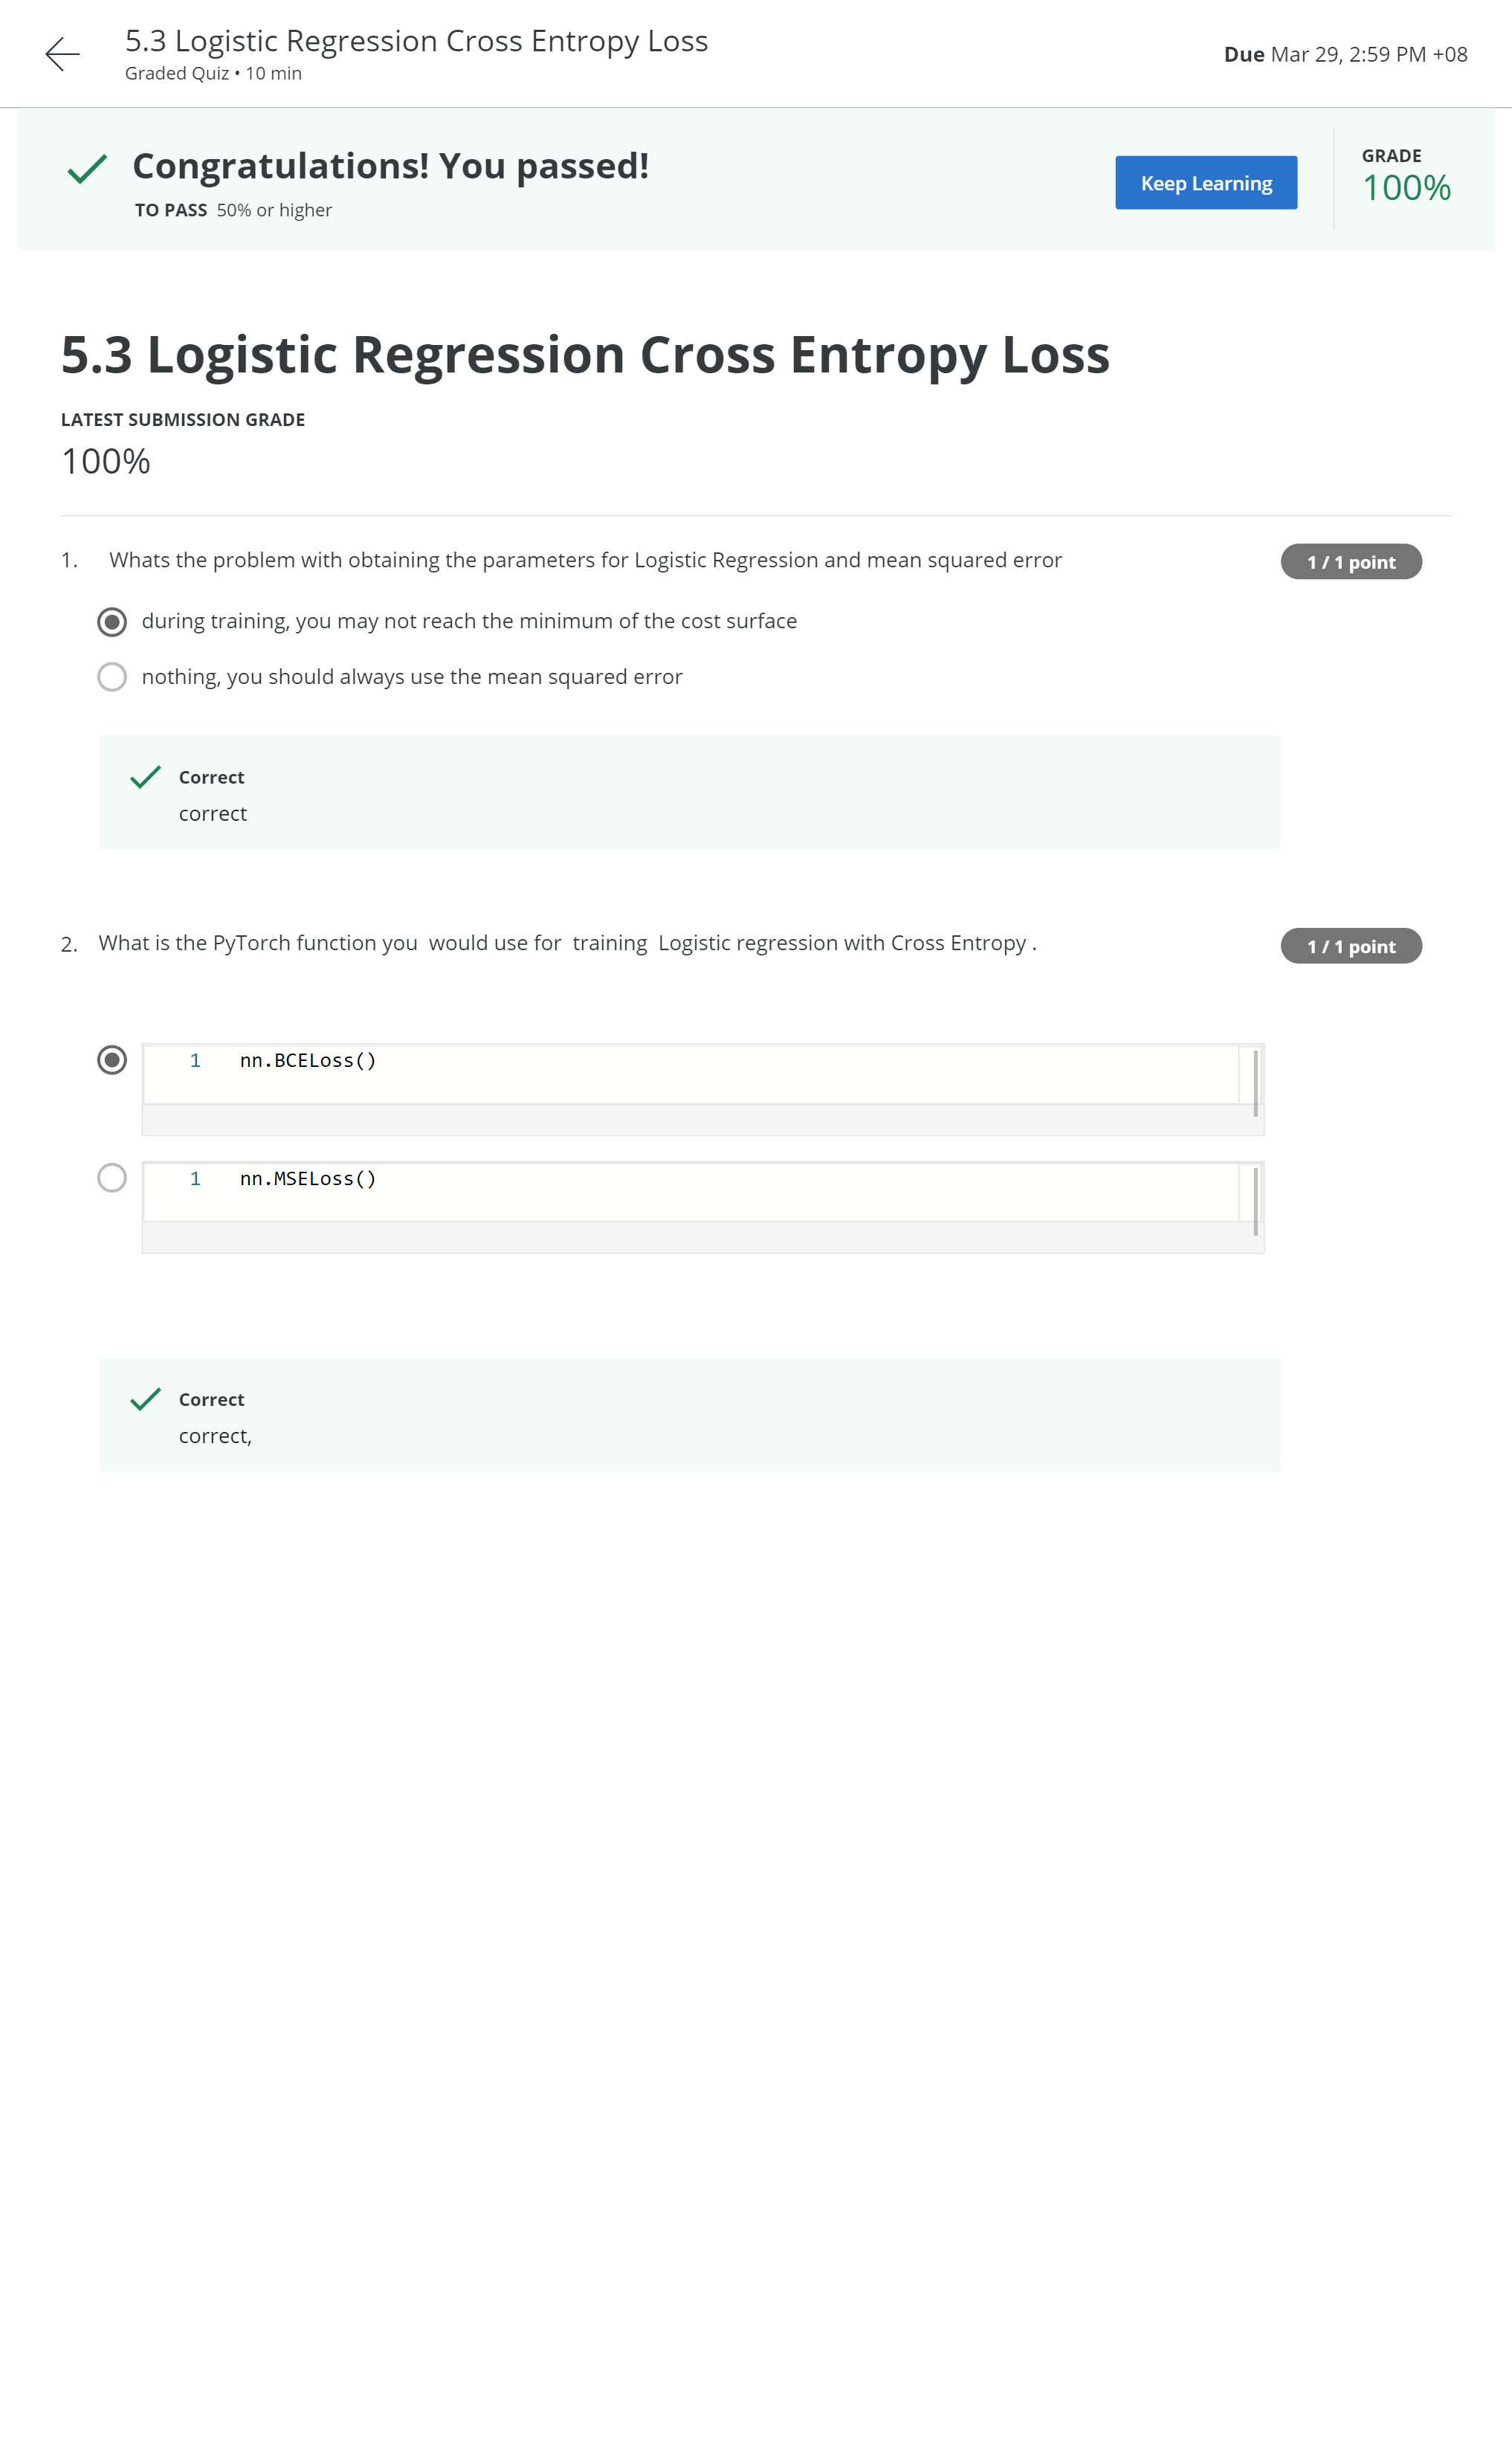 5.3 Logistic Regression Cross Entropy Loss
Graded Quiz • 10 min
Due Mar 29, 2:59 PM +08
Congratulations! You passed!
TO PASS 50% or higher
Keep Learning
GRADE
100%
5.3 Logistic Regression Cross Entropy Loss
LATEST SUBMISSION GRADE
100%
1. Whats the problem with obtaining the parameters for Logistic Regression and mean squared error
1 / 1 point
during training, you may not reach the minimum of the cost surface
nothing, you should always use the mean squared error
Correct
correct
2. What is the PyTorch function you would use for training Logistic regression with Cross Entropy .
1 / 1 point
1 nn.BCELoss()
1 nn.MSELoss()
Correct
correct,